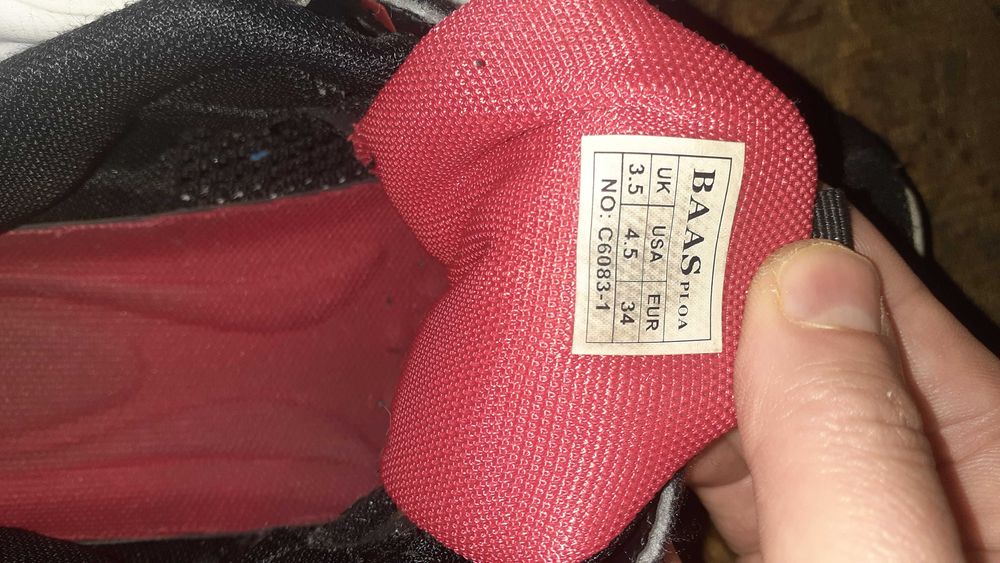 BAAS PLOA
UK USA EUR
3.5 4.5 34
NO: C6083-1